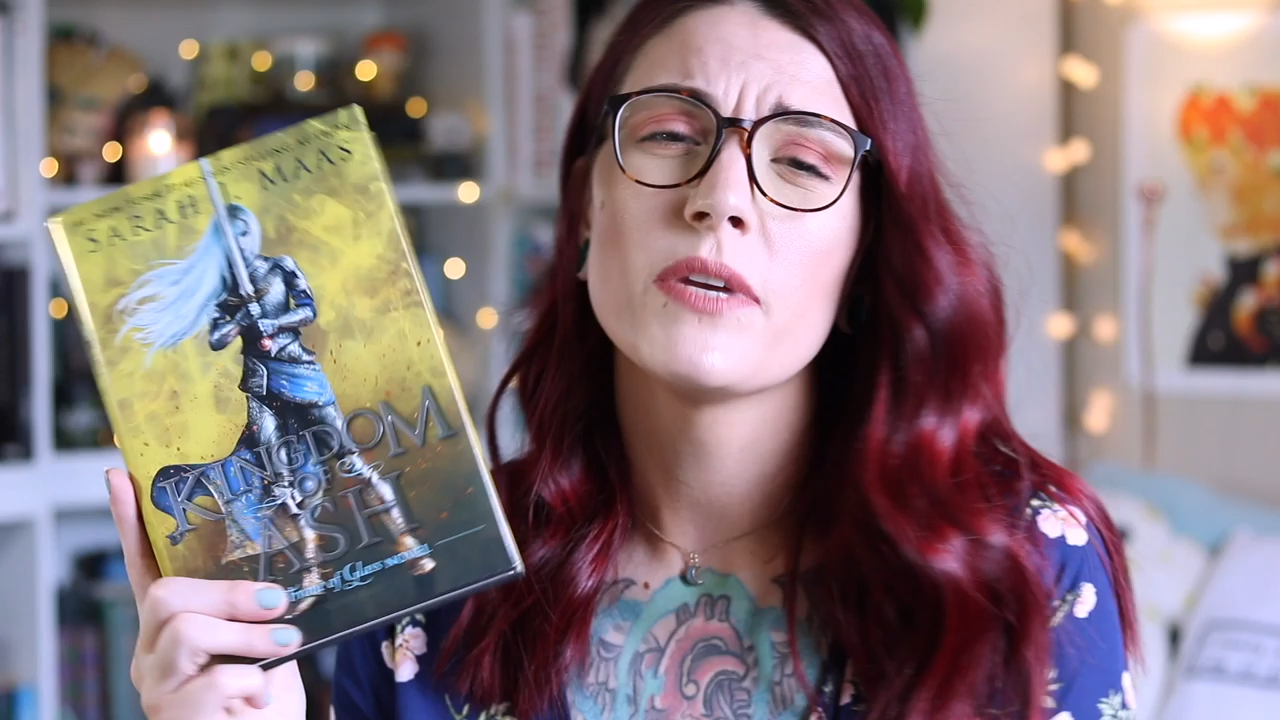 SARAH J. MAAS
KINGDOM
OF
ASH
Throne of Glass NOVEL